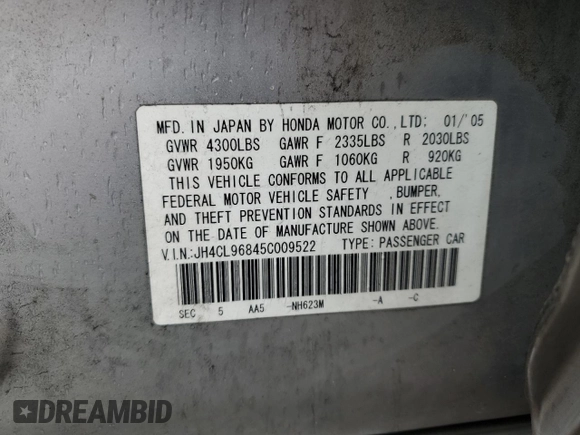 MFD. IN JAPAN BY HONDA MOTOR CO.,LTD: 01/'05
GVWR 4300LBS GAWR F 2335LBS R 2030LBS
GVWR 1950KG GAWR F 1060KG R 920KG
THIS VEHICLE CONFORMS TO ALL APPLICABLE
FEDERAL MOTOR VEHICLE SAFETY ,BUMPER,
AND THEFT PREVENTION STANDARDS IN EFFECT
ON THE DATE OF MANUFACTURE SHOWN ABOVE.
V.I.N.:JH4CL96845C009522 TYPE: PASSENGER CAR
SEC 5 AA5 -NH623M -A -C
DREAMBID